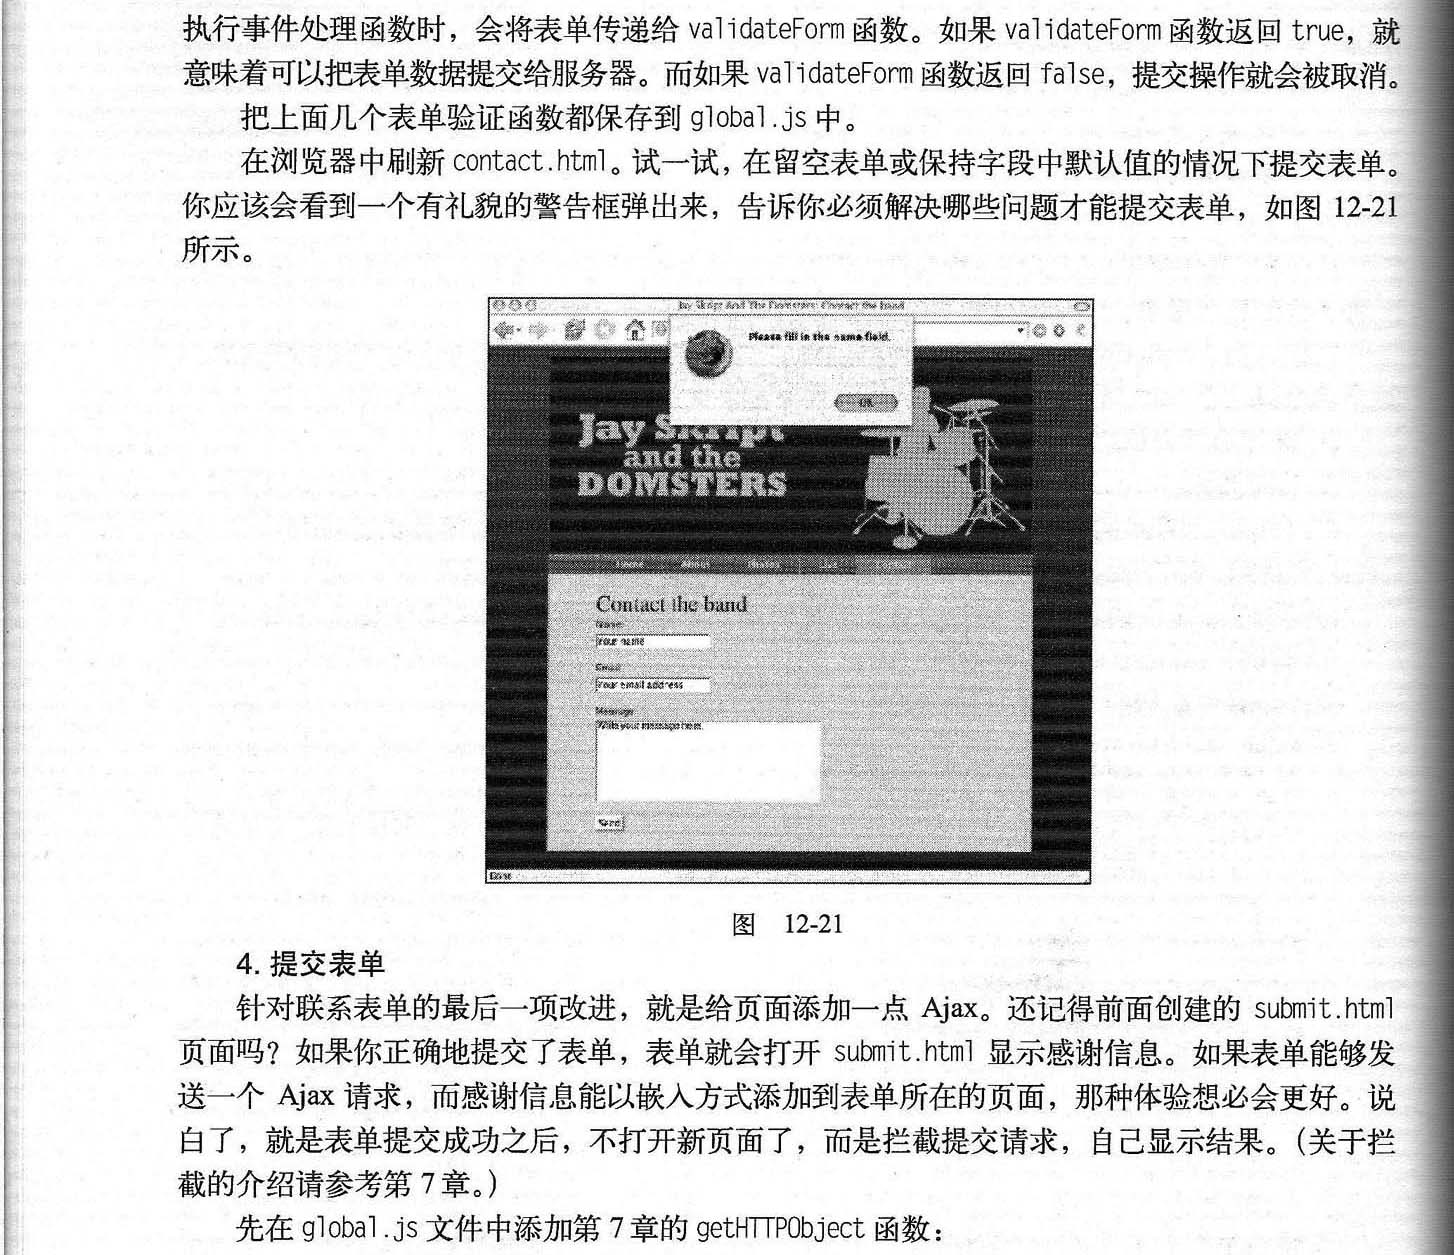 执行事件处理函数时，会将表单传递给 validateForm 函数。如果 validateForm 函数返回 true，就
意味着可以把表单数据提交给服务器。而如果 validateForm 函数返回 false，提交操作就会被取消。
把上面几个表单验证函数都保存到 global.js 中。
在浏览器中刷新 contact.html。试一试，在留空表单或保持字段中默认值的情况下提交表单。
你应该会看到一个有礼貌的警告框弹出来，告诉你必须解决哪些问题才能提交表单，如图 12-21
所示。
Jay Skript And The Domsters: Contact the band
Please fill in the name field.
OK
Jay Skript
and the
DOMSTERS
Home About Photos Live Contact
Contact the band
Name:
Your name
Email:
Your email address
Message:
Write your message here.
Send
Done
图 12-21
4. 提交表单
针对联系表单的最后一项改进，就是给页面添加一点 Ajax。还记得前面创建的 submit.html
页面吗？如果你正确地提交了表单，表单就会打开 submit.html 显示感谢信息。如果表单能够发
送一个 Ajax 请求，而感谢信息能以嵌入方式添加到表单所在的页面，那种体验想必会更好。说
白了，就是表单提交成功之后，不打开新页面了，而是拦截提交请求，自己显示结果。（关于拦
截的介绍请参考第 7 章。）
先在 global.js 文件中添加第 7 章的 getHTTPObject 函数：